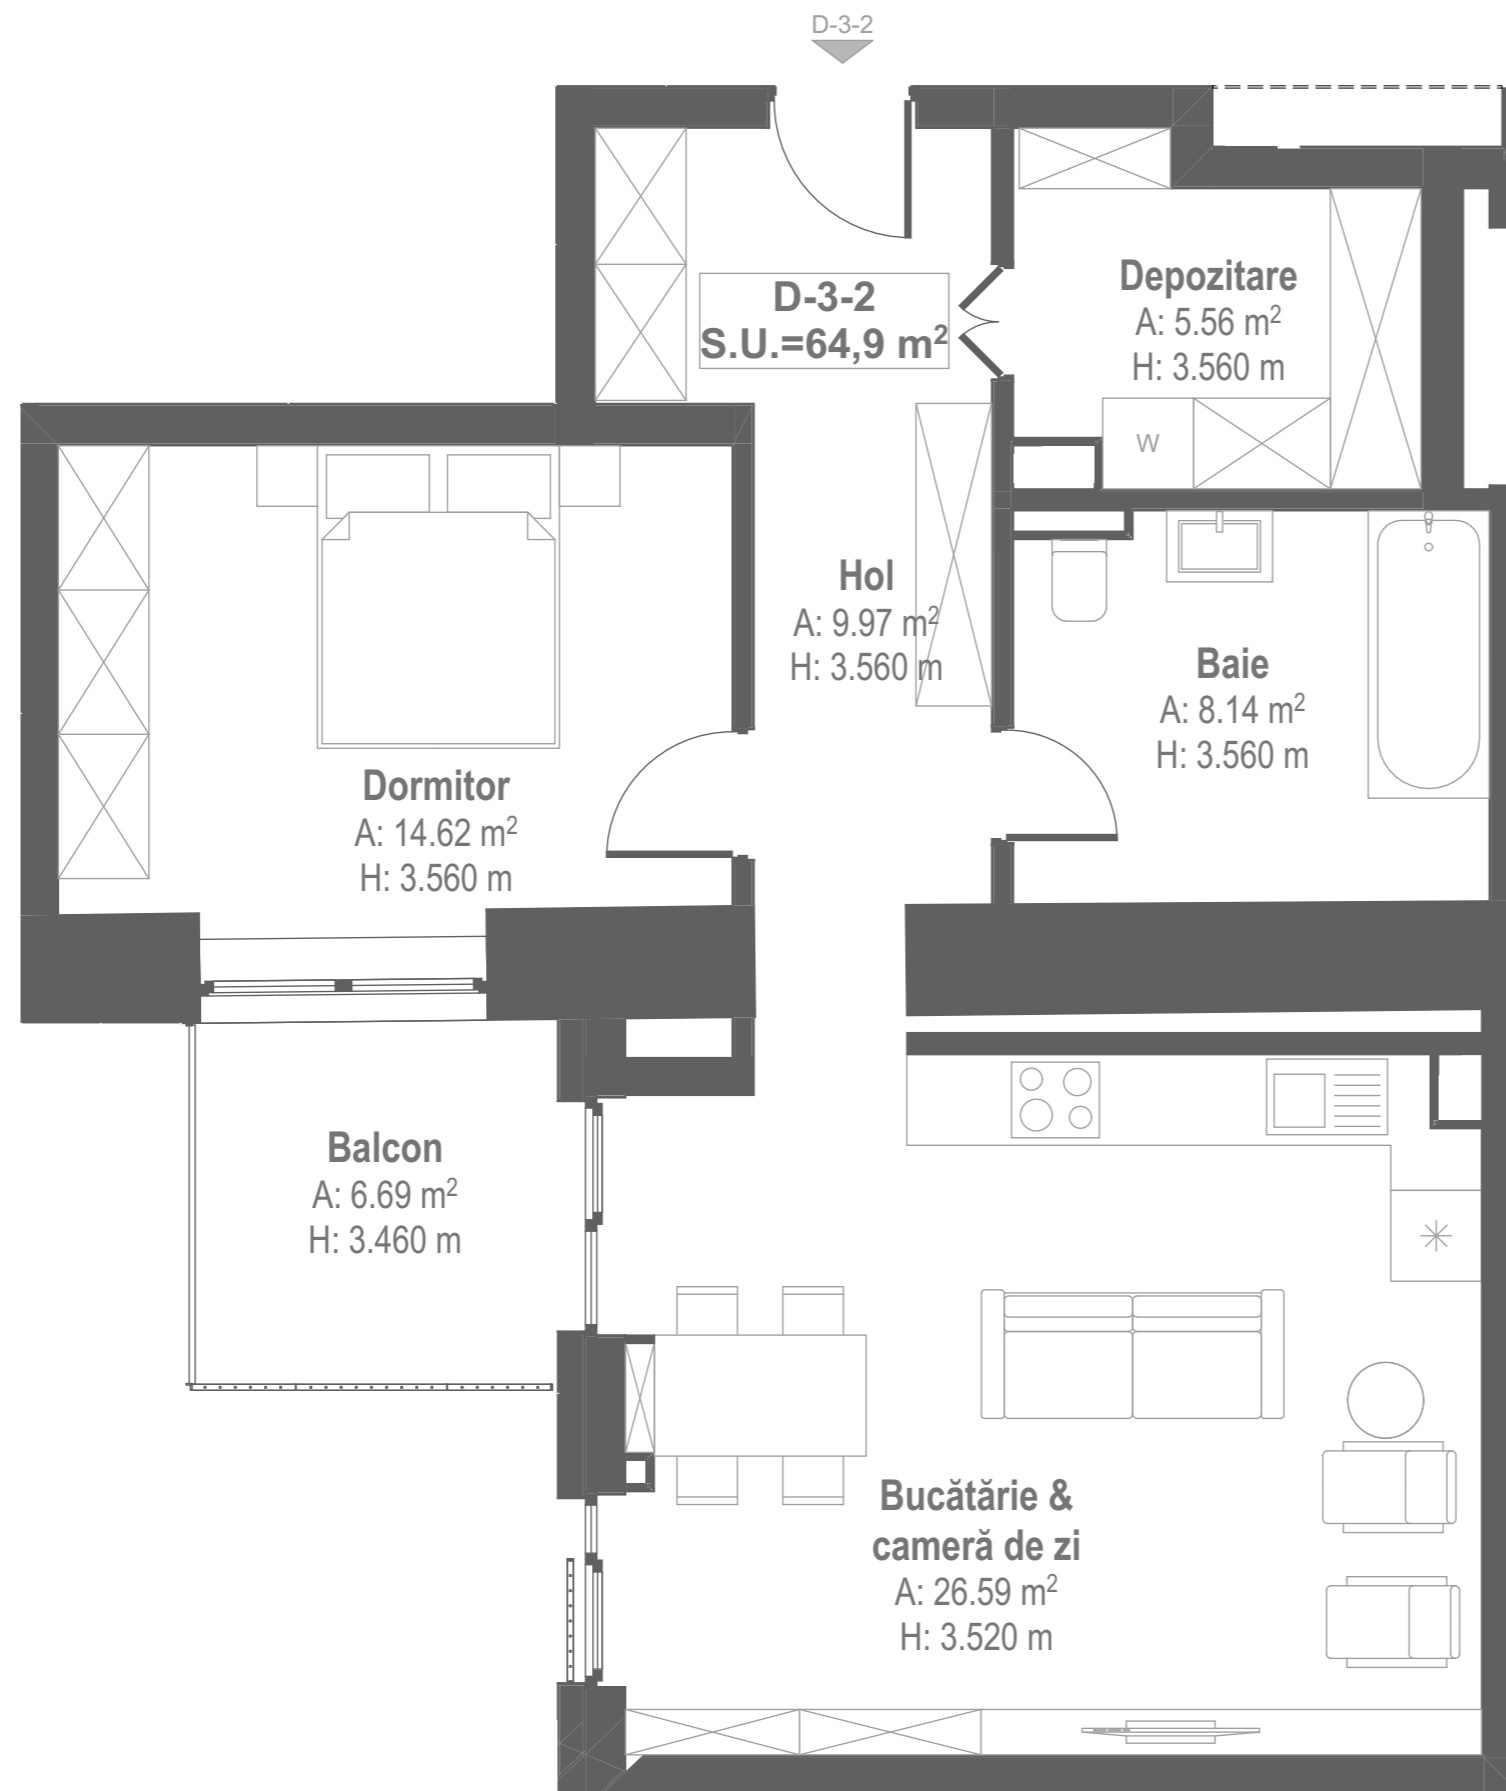 D-3-2
D-3-2
S.U.=64,9 m²
Depozitare
A: 5.56 m²
H: 3.560 m
W
Hol
A: 9.97 m²
H: 3.560 m
Baie
A: 8.14 m²
H: 3.560 m
Dormitor
A: 14.62 m²
H: 3.560 m
Balcon
A: 6.69 m²
H: 3.460 m
Bucătărie &
cameră de zi
A: 26.59 m²
H: 3.520 m